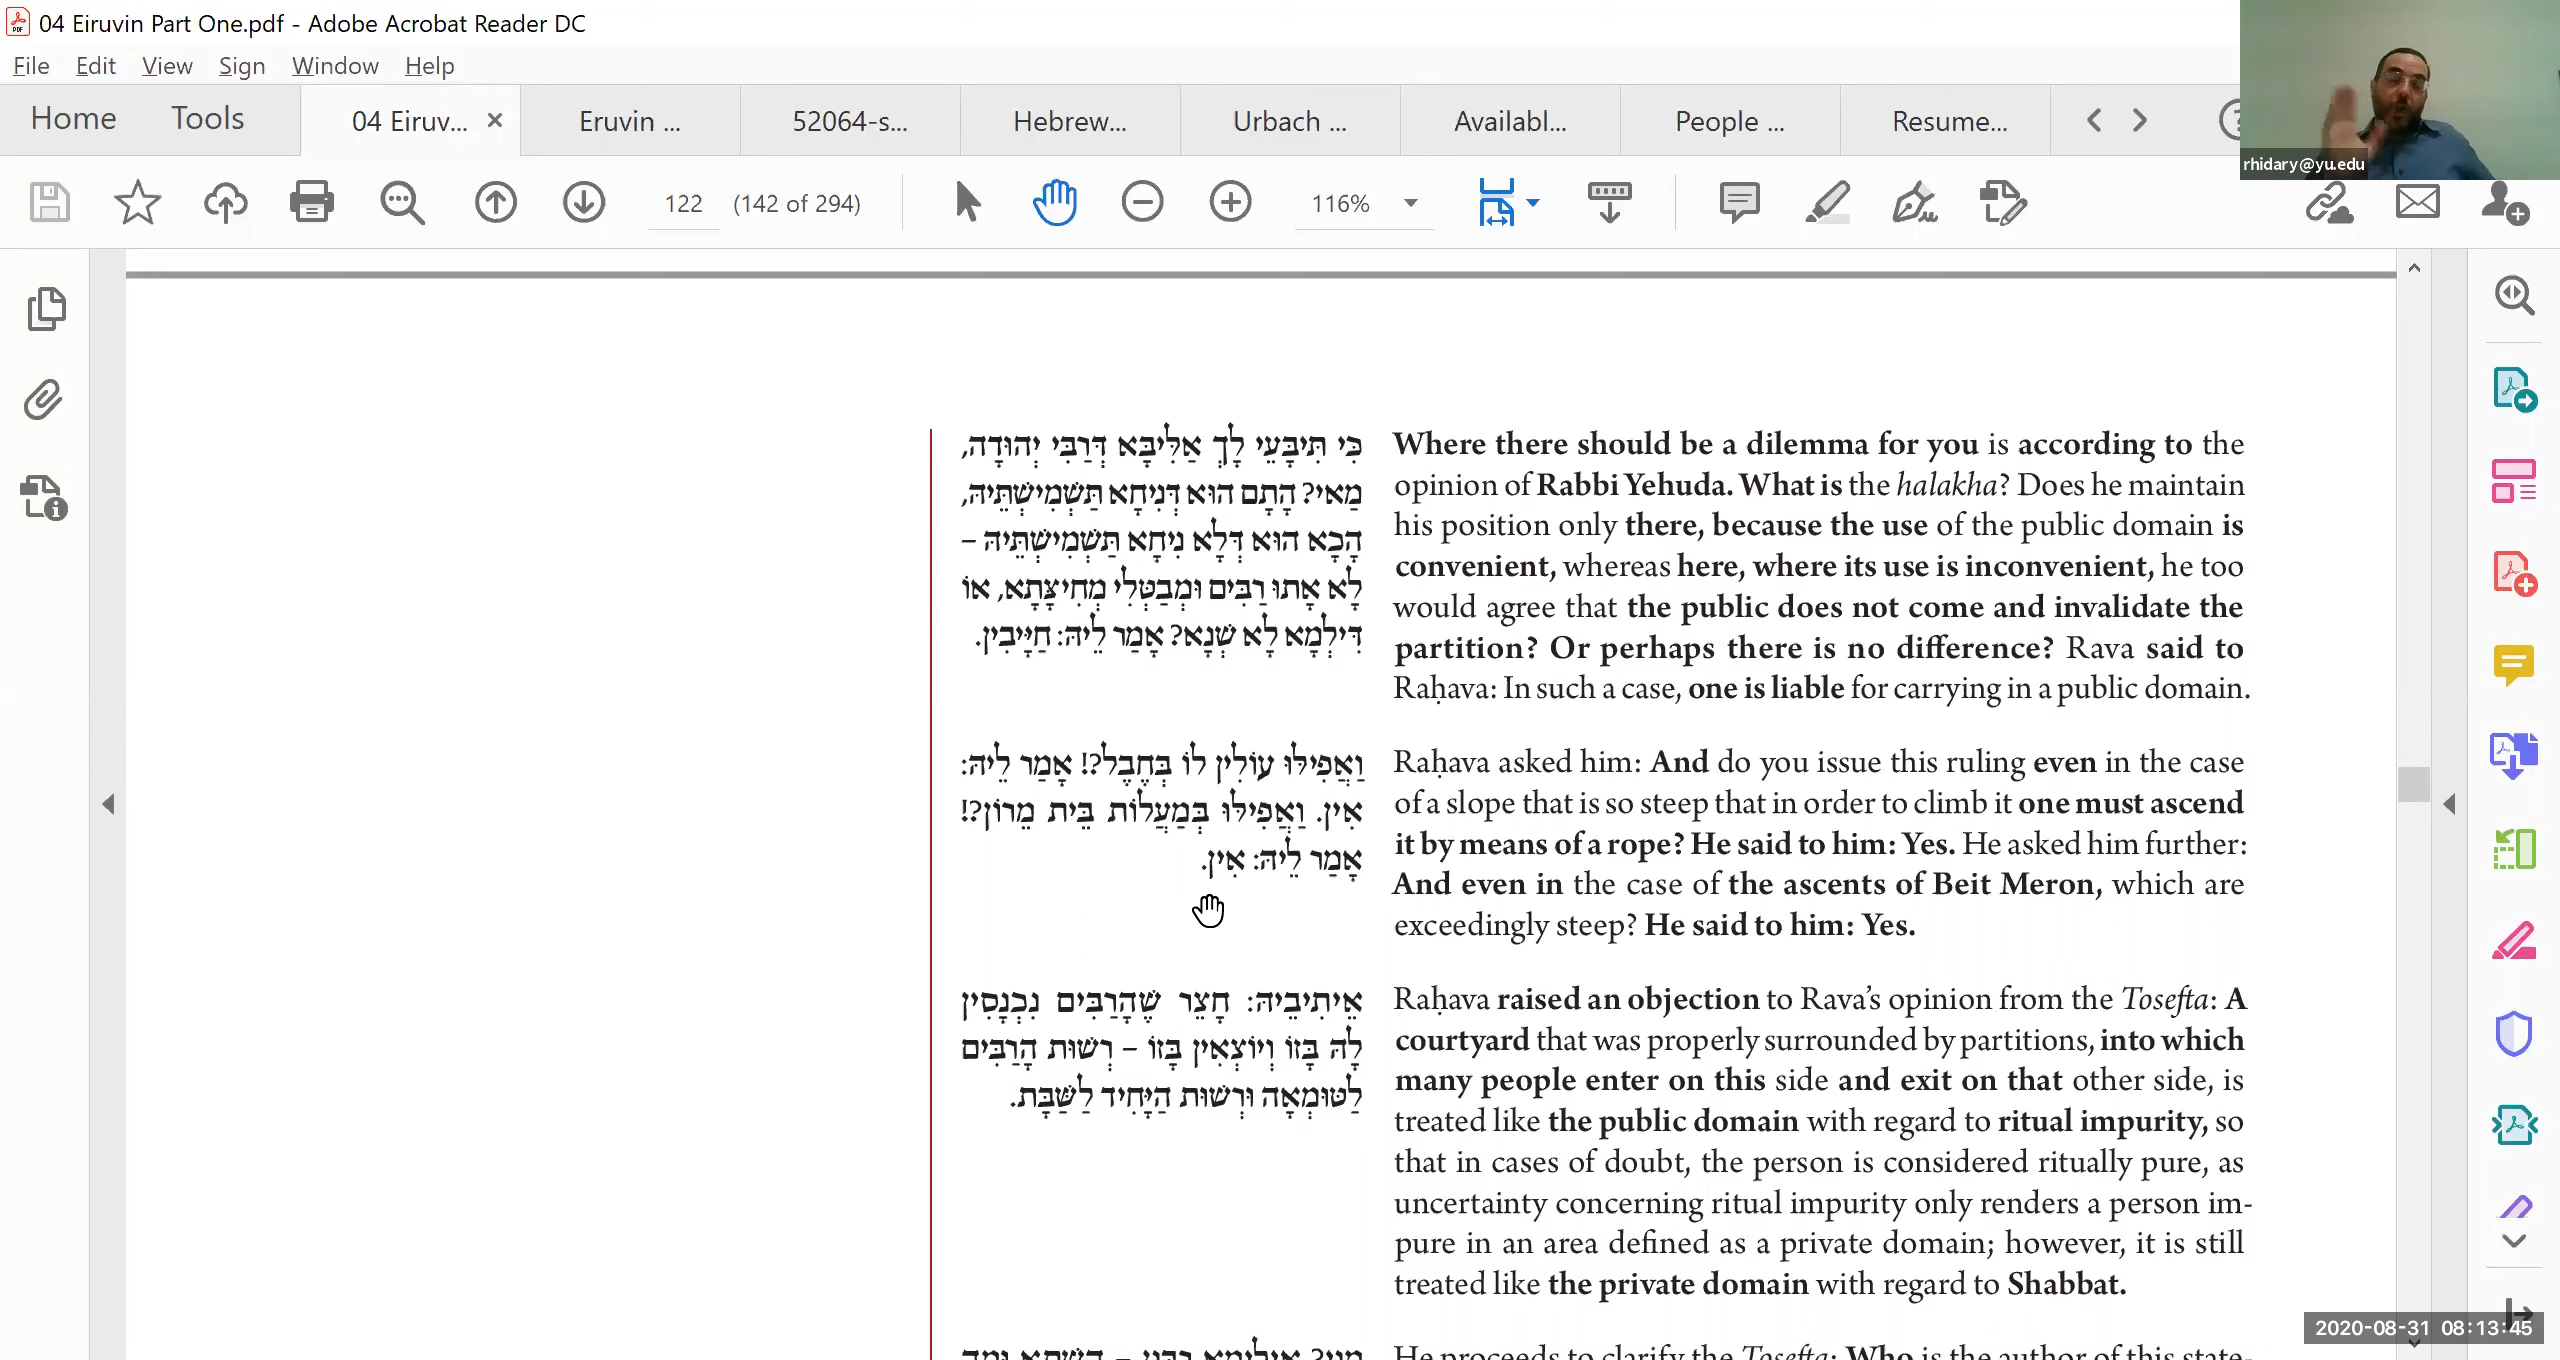 04 Eiruvin Part One.pdf - Adobe Acrobat Reader DC
File Edit View Sign Window Help
Home Tools 04 Eiruv... × Eruvin ... 52064-s... Hebrew... Urbach ... Availabl... People ... Resume...
rhidary@yu.edu
122 (142 of 294) 116%
כִּי תִּיבָּעֵי לָךְ אַלִּיבָּא דְּרַבִּי יְהוּדָה,
מַאי? הָתָם הוּא דְּנִיחָא תַּשְׁמִישְׁתֵּיהּ,
הָכָא הוּא דְּלָא נִיחָא תַּשְׁמִישְׁתֵּיהּ –
לָא אָתוּ רַבִּים וּמְבַטְּלִי מְחִיצָּתָא, אוֹ
דִּילְמָא לָא שְׁנָא? אָמַר לֵיהּ: חַיָּיבִין.
וַאֲפִילּוּ עוֹלִין לוֹ בְּחֶבֶל?! אָמַר לֵיהּ:
אִין. וַאֲפִילּוּ בְּמַעֲלוֹת בֵּית מֵרוֹן?!
אָמַר לֵיהּ: אִין.
אֵיתִיבֵיהּ: חָצֵר שֶׁהָרַבִּים נִכְנָסִין
לָהּ בָּזוֹ וְיוֹצְאִין בָּזוֹ – רְשׁוּת הָרַבִּים
לַטּוּמְאָה וּרְשׁוּת הַיָּחִיד לַשַּׁבָּת.
Where there should be a dilemma for you is according to the
opinion of Rabbi Yehuda. What is the halakha? Does he maintain
his position only there, because the use of the public domain is
convenient, whereas here, where its use is inconvenient, he too
would agree that the public does not come and invalidate the
partition? Or perhaps there is no difference? Rava said to
Raḥava: In such a case, one is liable for carrying in a public domain.
Raḥava asked him: And do you issue this ruling even in the case
of a slope that is so steep that in order to climb it one must ascend
it by means of a rope? He said to him: Yes. He asked him further:
And even in the case of the ascents of Beit Meron, which are
exceedingly steep? He said to him: Yes.
Raḥava raised an objection to Rava’s opinion from the Tosefta: A
courtyard that was properly surrounded by partitions, into which
many people enter on this side and exit on that other side, is
treated like the public domain with regard to ritual impurity, so
that in cases of doubt, the person is considered ritually pure, as
uncertainty concerning ritual impurity only renders a person im-
pure in an area defined as a private domain; however, it is still
treated like the private domain with regard to Shabbat.
He proceeds to clarify the Tosefta: Who is the author of this state-
2020-08-31 08:13:45